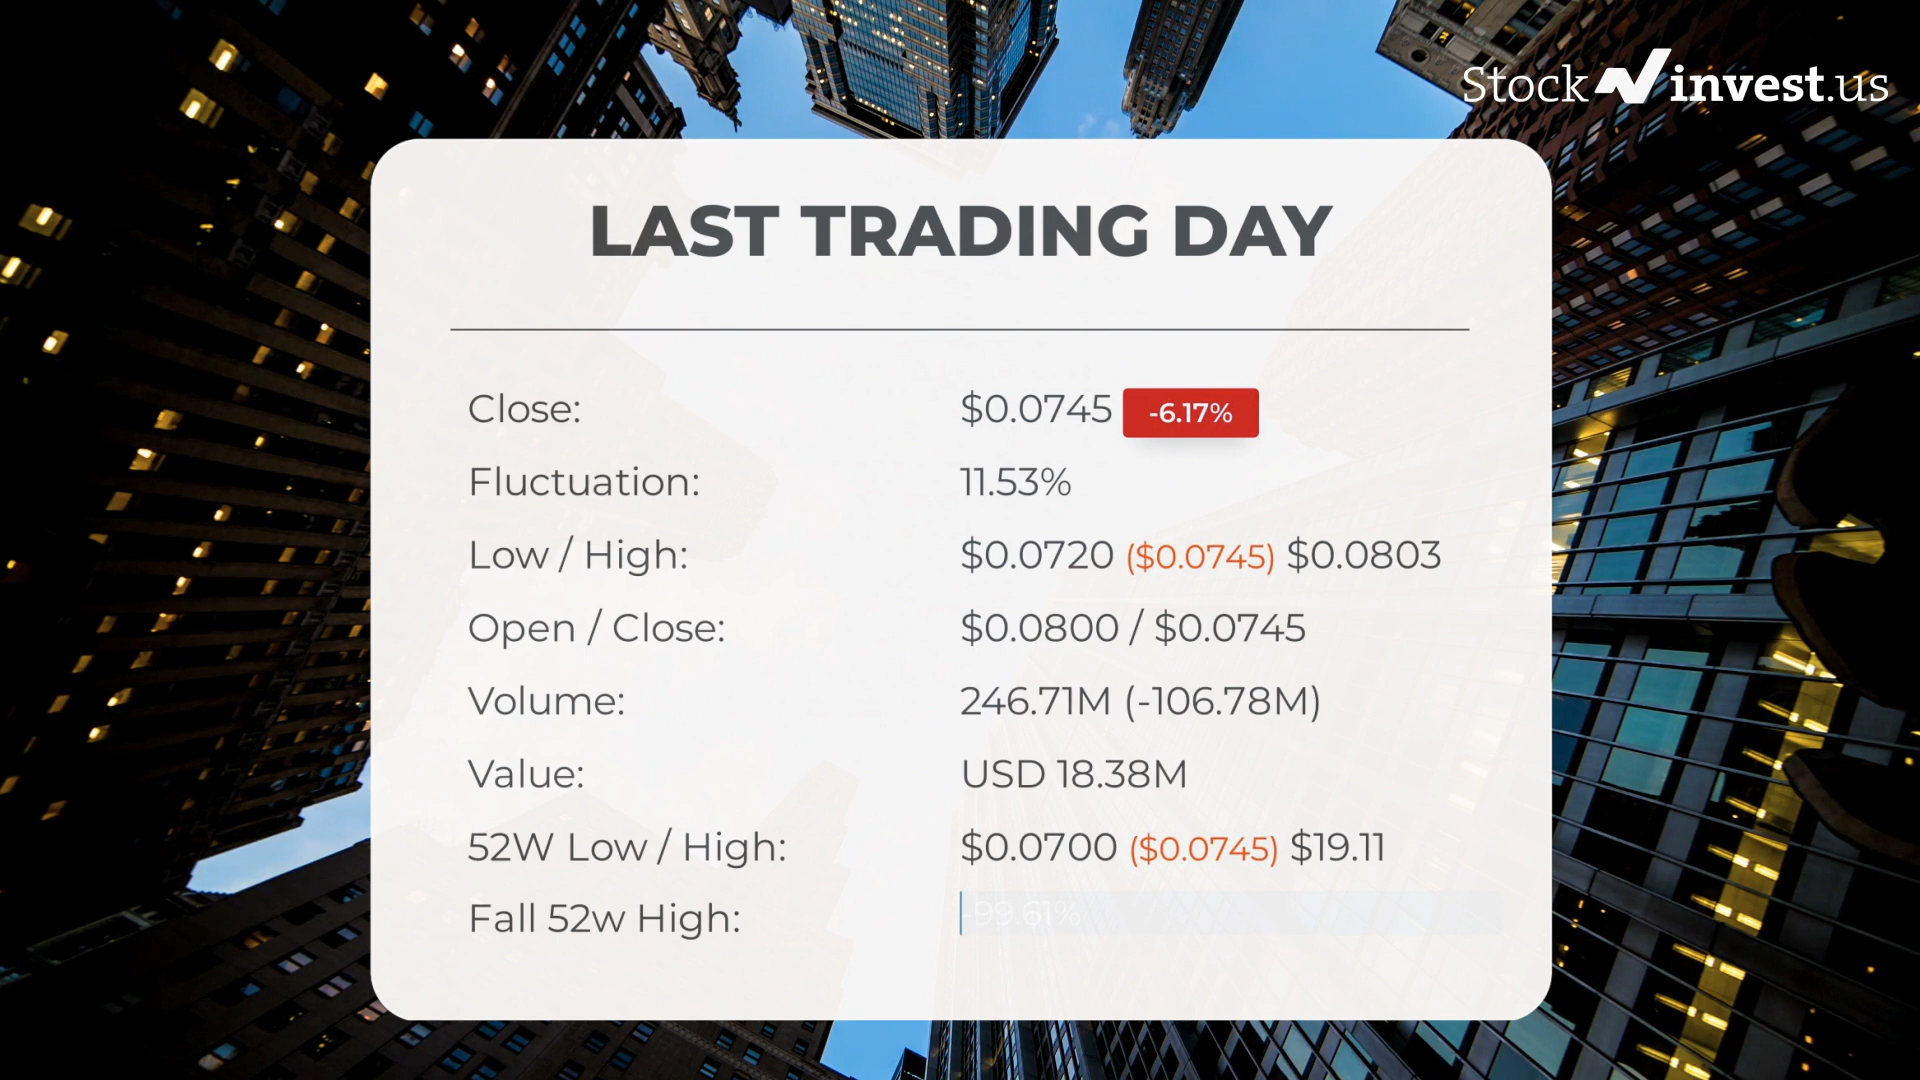 Stock invest.us
LAST TRADING DAY
Close: $0.0745 -6.17%
Fluctuation: 11.53%
Low / High: $0.0720 ($0.0745) $0.0803
Open / Close: $0.0800 / $0.0745
Volume: 246.71M (-106.78M)
Value: USD 18.38M
52W Low / High: $0.0700 ($0.0745) $19.11
Fall 52w High: -99.61%